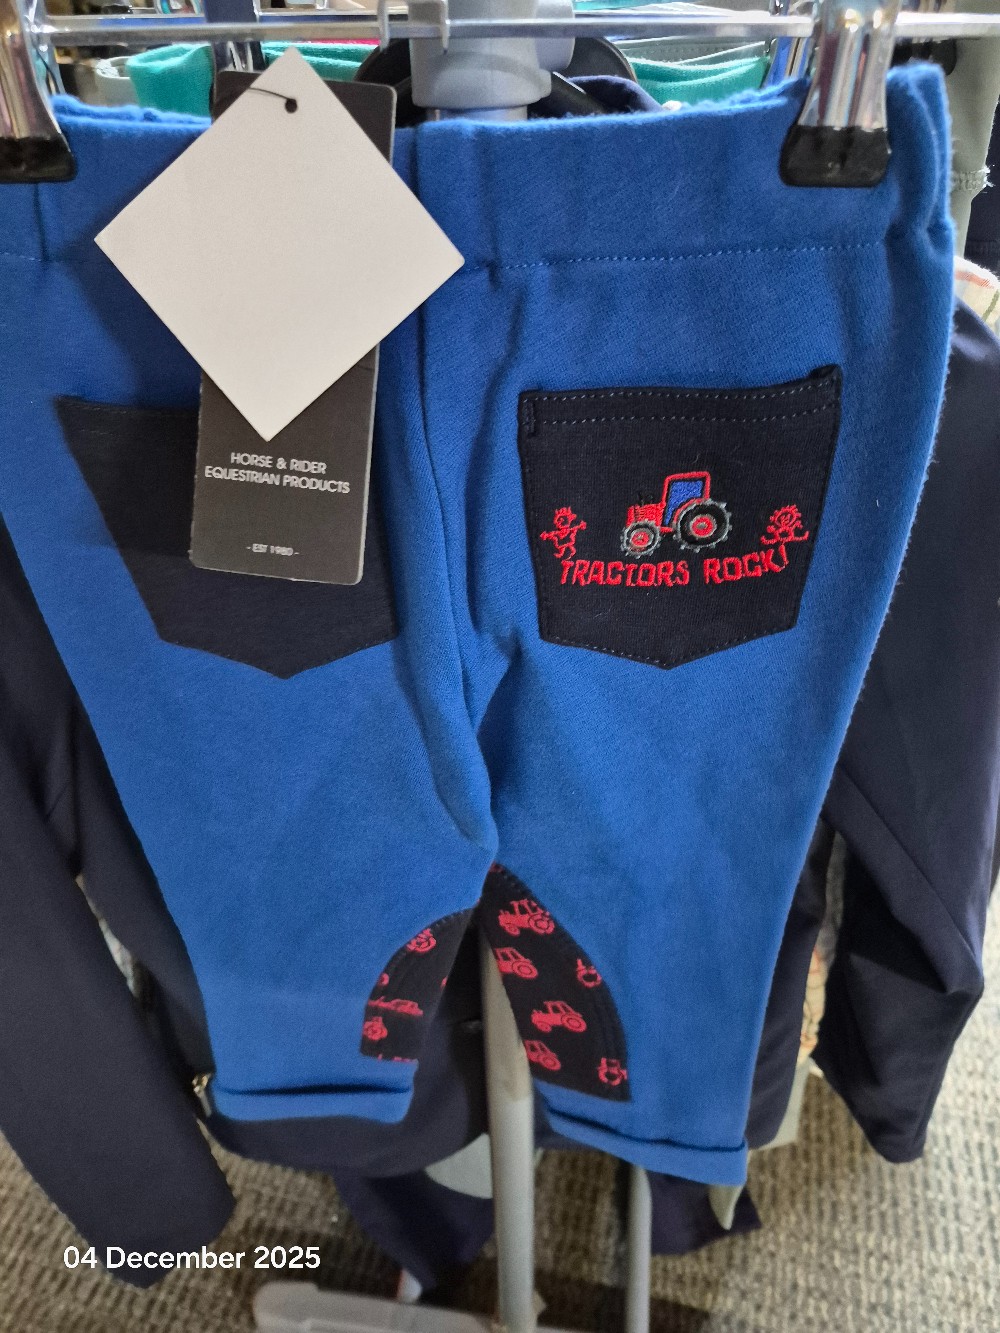 HORSE & RIDER
EQUESTRIAN PRODUCTS
- EST 1980 -
TRACTORS ROCK!
04 December 2025